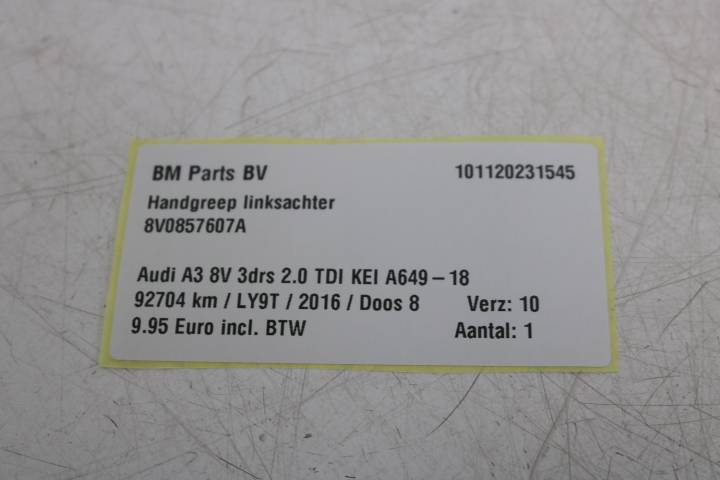 BM Parts BV 101120231545
Handgreep linksachter
8V0857607A
Audi A3 8V 3drs 2.0 TDI KEI A649-18
92704 km / LY9T / 2016 / Doos 8 Verz: 10
9.95 Euro incl. BTW Aantal: 1